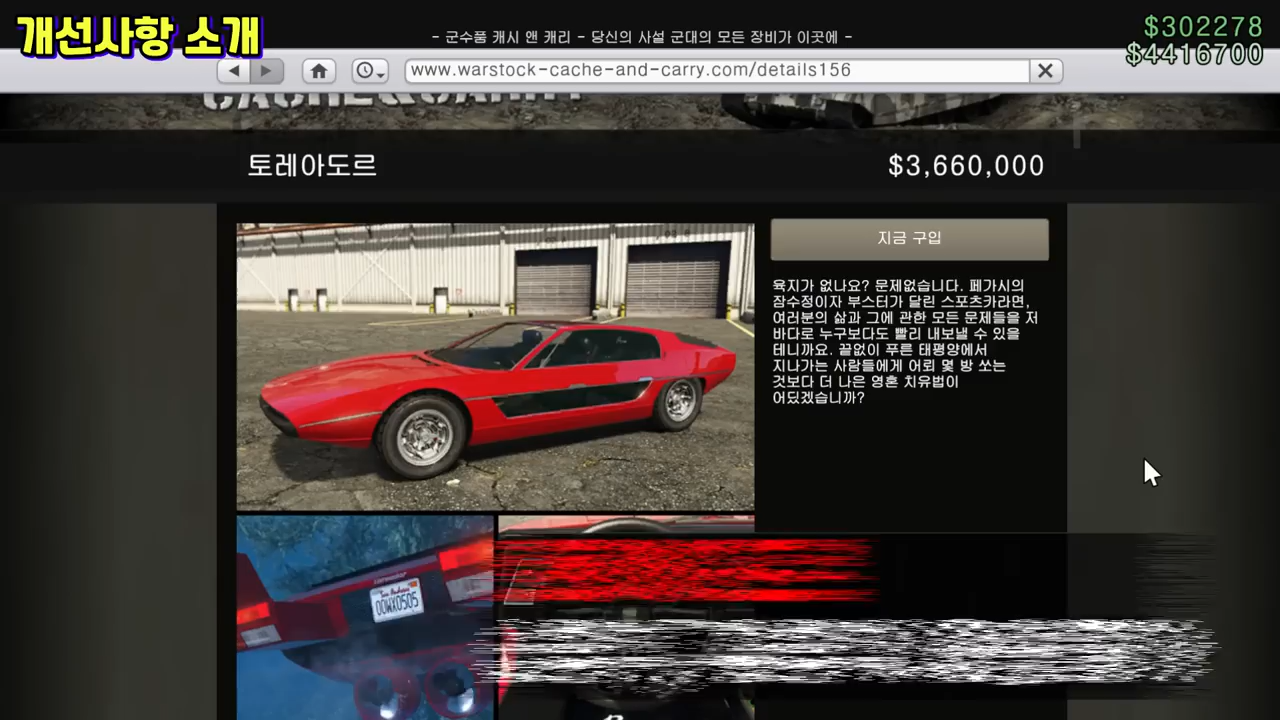 개선사항 소개
- 군수품 캐시 앤 캐리 - 당신의 사설 군대의 모든 장비가 이곳에 -
$302278
$4416700
www.warstock-cache-and-carry.com/details156
토레아도르
$3,660,000
지금 구입
육지가 없나요? 문제없습니다. 페가시의
잠수정이자 부스터가 달린 스포츠카라면,
여러분의 삶과 그에 관한 모든 문제들을 저
바다로 누구보다도 빨리 내보낼 수 있을
테니까요. 끝없이 푸른 태평양에서
지나가는 사람들에게 어뢰 몇 방 쏘는
것보다 더 나은 영혼 치유법이
어딨겠습니까?
00WX0505